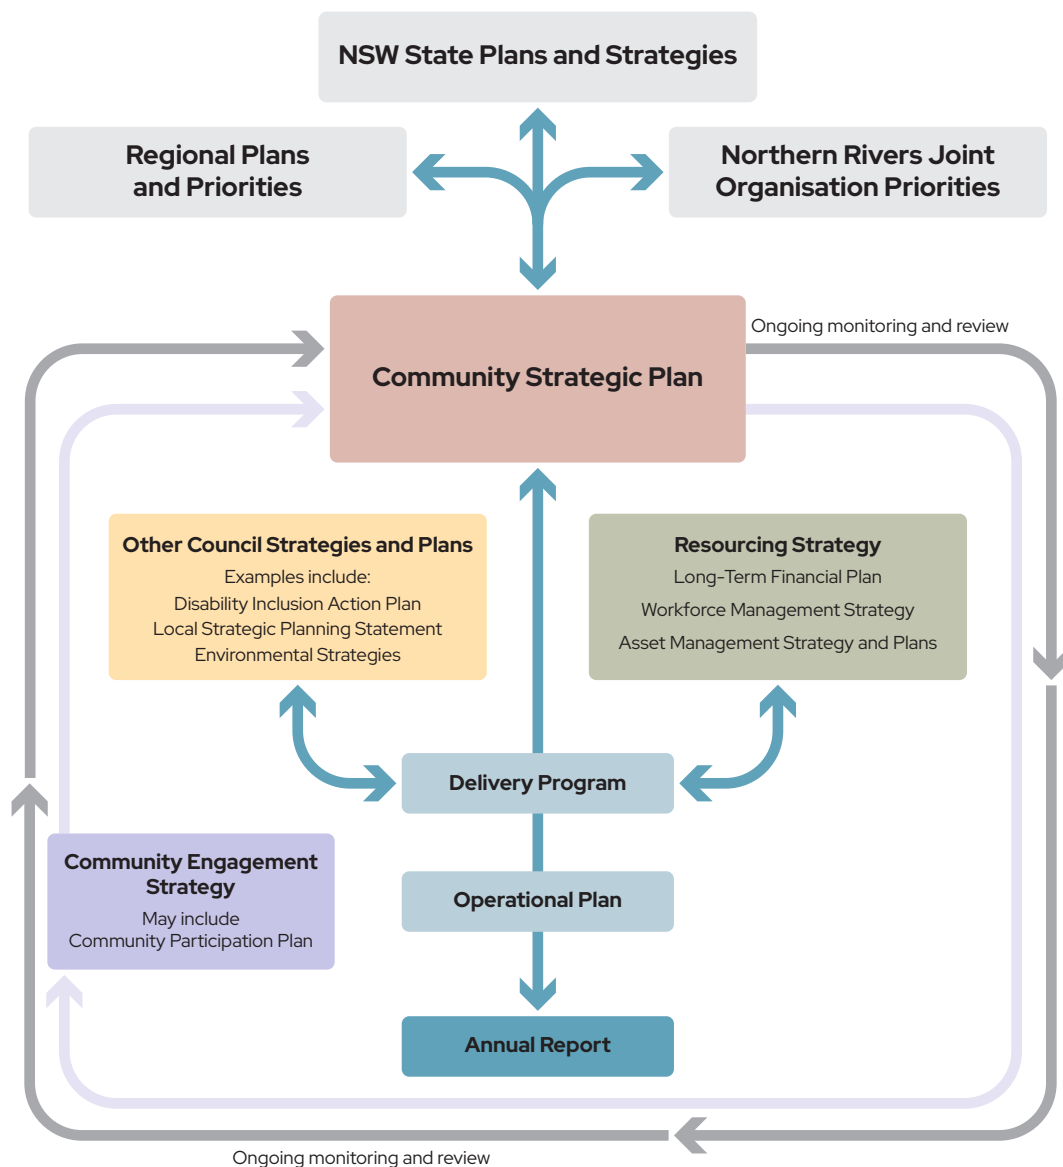 NSW State Plans and Strategies
Regional Plans
and Priorities
Northern Rivers Joint
Organisation Priorities
Ongoing monitoring and review
Community Strategic Plan
Other Council Strategies and Plans
Examples include:
Disability Inclusion Action Plan
Local Strategic Planning Statement
Environmental Strategies
Resourcing Strategy
Long-Term Financial Plan
Workforce Management Strategy
Asset Management Strategy and Plans
Delivery Program
Community Engagement
Strategy
May include
Community Participation Plan
Operational Plan
Annual Report
Ongoing monitoring and review